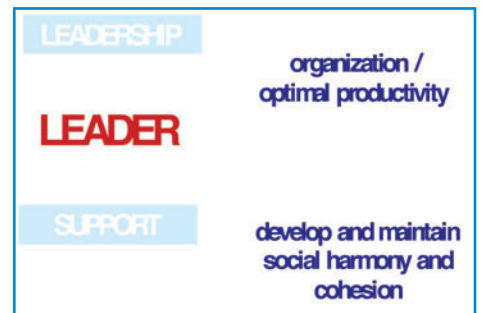 LEADERSHIP
organization /
optimal productivity
LEADER
SUPPORT
develop and maintain
social harmony and
cohesion